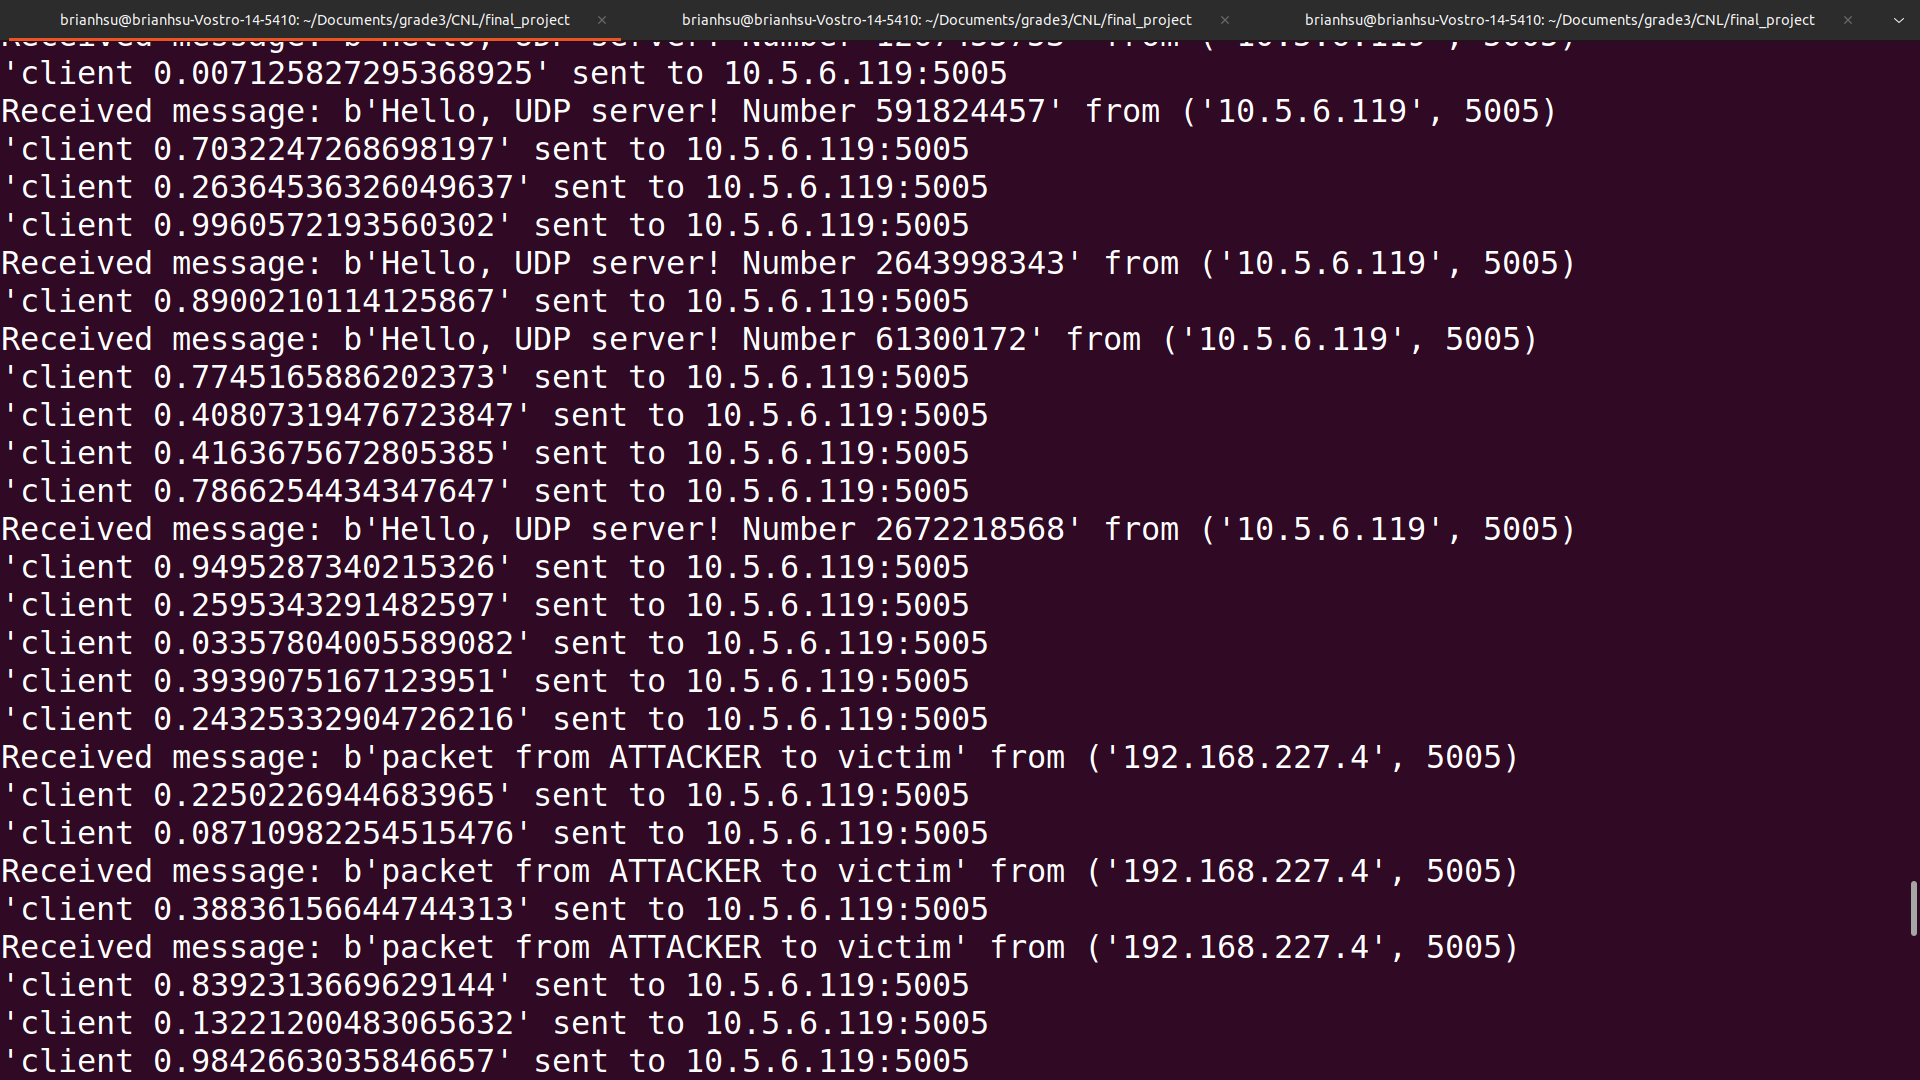 brianhsu@brianhsu-Vostro-14-5410: ~/Documents/grade3/CNL/final_project
brianhsu@brianhsu-Vostro-14-5410: ~/Documents/grade3/CNL/final_project
brianhsu@brianhsu-Vostro-14-5410: ~/Documents/grade3/CNL/final_project
'client 0.007125827295368925' sent to 10.5.6.119:5005
Received message: b'Hello, UDP server! Number 591824457' from ('10.5.6.119', 5005)
'client 0.7032247268698197' sent to 10.5.6.119:5005
'client 0.26364536326049637' sent to 10.5.6.119:5005
'client 0.9960572193560302' sent to 10.5.6.119:5005
Received message: b'Hello, UDP server! Number 2643998343' from ('10.5.6.119', 5005)
'client 0.8900210114125867' sent to 10.5.6.119:5005
Received message: b'Hello, UDP server! Number 61300172' from ('10.5.6.119', 5005)
'client 0.7745165886202373' sent to 10.5.6.119:5005
'client 0.40807319476723847' sent to 10.5.6.119:5005
'client 0.4163675672805385' sent to 10.5.6.119:5005
'client 0.7866254434347647' sent to 10.5.6.119:5005
Received message: b'Hello, UDP server! Number 2672218568' from ('10.5.6.119', 5005)
'client 0.9495287340215326' sent to 10.5.6.119:5005
'client 0.2595343291482597' sent to 10.5.6.119:5005
'client 0.03357804005589082' sent to 10.5.6.119:5005
'client 0.3939075167123951' sent to 10.5.6.119:5005
'client 0.24325332904726216' sent to 10.5.6.119:5005
Received message: b'packet from ATTACKER to victim' from ('192.168.227.4', 5005)
'client 0.2250226944683965' sent to 10.5.6.119:5005
'client 0.08710982254515476' sent to 10.5.6.119:5005
Received message: b'packet from ATTACKER to victim' from ('192.168.227.4', 5005)
'client 0.38836156644744313' sent to 10.5.6.119:5005
Received message: b'packet from ATTACKER to victim' from ('192.168.227.4', 5005)
'client 0.8392313669629144' sent to 10.5.6.119:5005
'client 0.13221200483065632' sent to 10.5.6.119:5005
'client 0.9842663035846657' sent to 10.5.6.119:5005